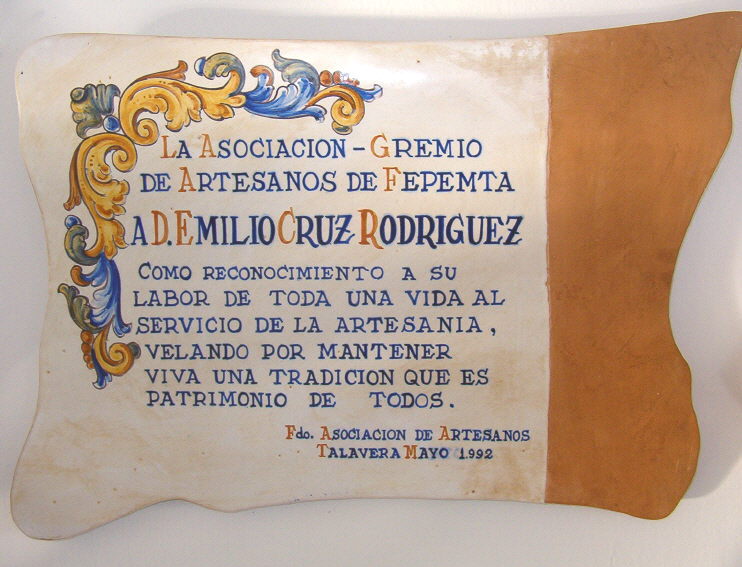 LA ASOCIACION - GREMIO
DE ARTESANOS DE FEPEMTA
A D. EMILIO CRUZ RODRIGUEZ
COMO RECONOCIMIENTO A SU
LABOR DE TODA UNA VIDA AL
SERVICIO DE LA ARTESANIA,
VELANDO POR MANTENER
VIVA UNA TRADICION QUE ES
PATRIMONIO DE TODOS.
Fdo. ASOCIACION DE ARTESANOS
TALAVERA MAYO 1.992